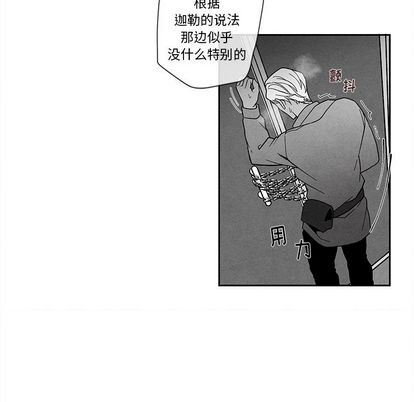 根据
迦勒的说法
那边似乎
没什么特别的
颤抖
用力